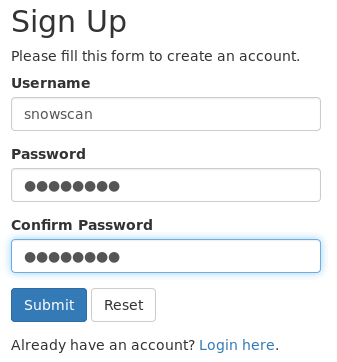 Sign Up
Please fill this form to create an account.
Username
snowscan
Password
●●●●●●●●
Confirm Password
●●●●●●●●
Submit Reset
Already have an account? Login here.